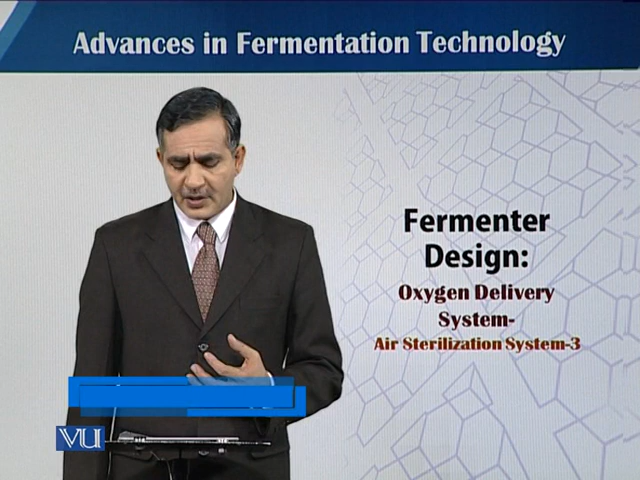 Advances in Fermentation Technology
Fermenter
Design:
Oxygen Delivery
System-
Air Sterilization System-3
VU